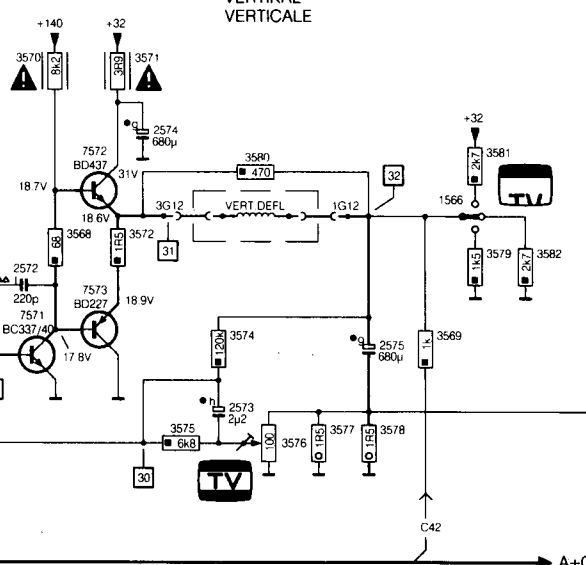 VERTIKAL
VERTICALE
+140
+32
3570
8k2
3R9
3571
g
2574
680µ
7572
BD437
31V
18.7V
18.6V
3568
68
1R5
3572
3580
470
VERT DEFL
3G12
1G12
31
32
+32
3581
2k7
TV
1566
3579
1k5
2k7
3582
2572
220p
7571
BC337/40
17.8V
7573
BD227
18.9V
3574
120k
g
2575
680µ
1k
3569
h
2573
2µ2
3575
6k8
100
3576
3577
1R5
3578
1R5
30
TV
C42